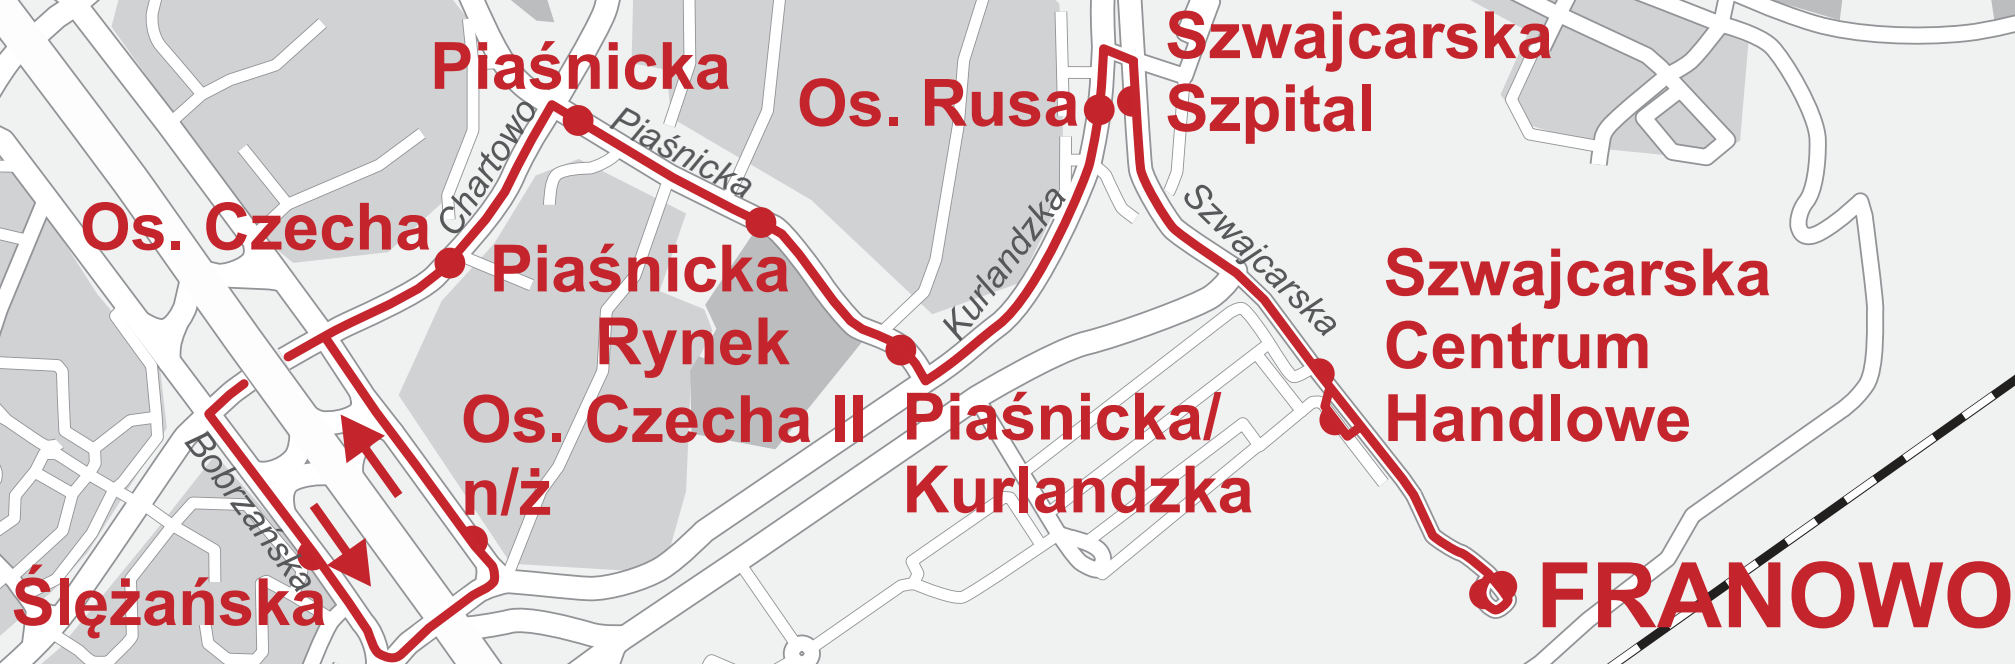 Piaśnicka
Szwajcarska
Szpital
Os. Rusa
Piaśnicka
Chartowo
Os. Czecha
Piaśnicka
Rynek
Kurlandzka
Szwajcarska
Szwajcarska
Centrum
Handlowe
Os. Czecha II
n/ż
Piaśnicka/
Kurlandzka
Bobrzańska
Ślężańska
FRANOWO